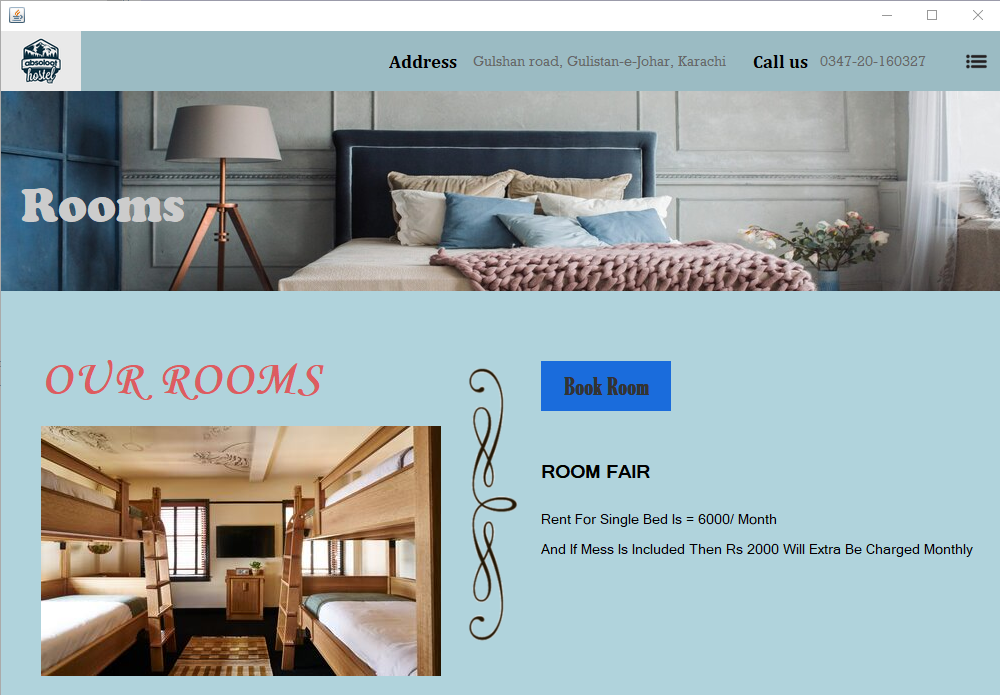 absoloot
hostel
Address Gulshan road, Gulistan-e-Johar, Karachi Call us 0347-20-160327
Rooms
OUR ROOMS
Book Room
ROOM FAIR
Rent For Single Bed Is = 6000/ Month
And If Mess Is Included Then Rs 2000 Will Extra Be Charged Monthly